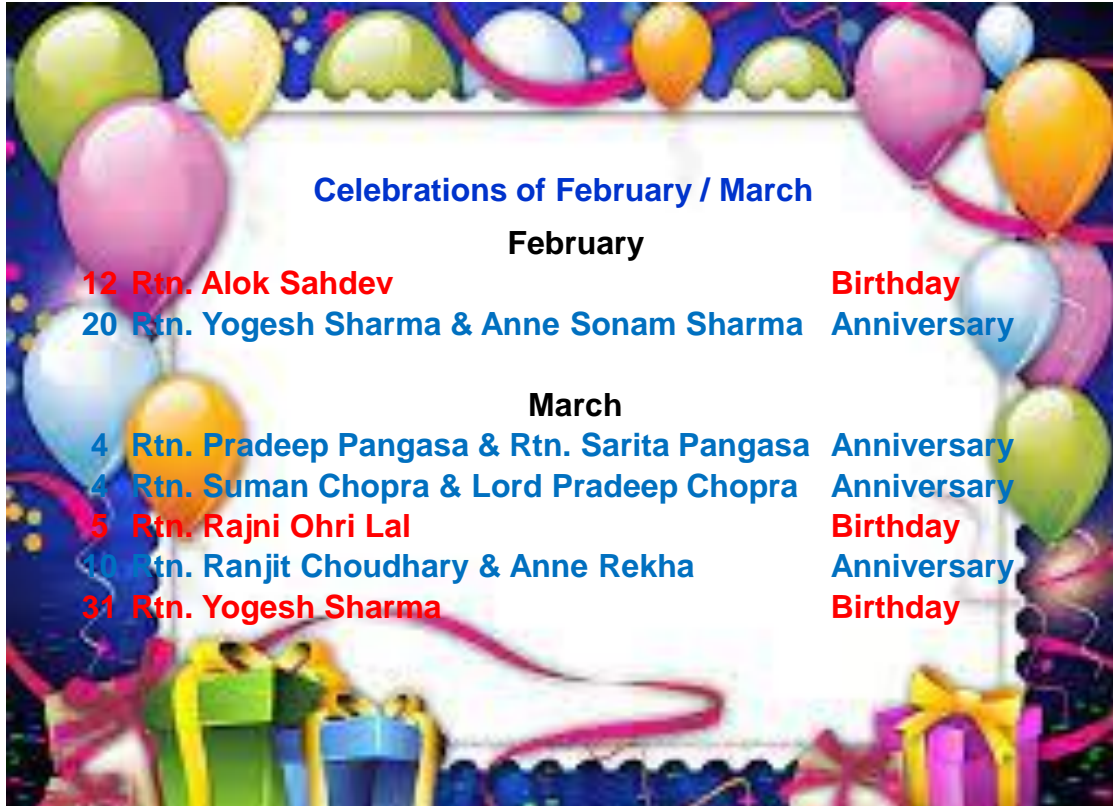 Celebrations of February / March
February
12 Rtn. Alok Sahdev Birthday
20 Rtn. Yogesh Sharma & Anne Sonam Sharma Anniversary
March
4 Rtn. Pradeep Pangasa & Rtn. Sarita Pangasa Anniversary
4 Rtn. Suman Chopra & Lord Pradeep Chopra Anniversary
5 Rtn. Rajni Ohri Lal Birthday
10 Rtn. Ranjit Choudhary & Anne Rekha Anniversary
31 Rtn. Yogesh Sharma Birthday